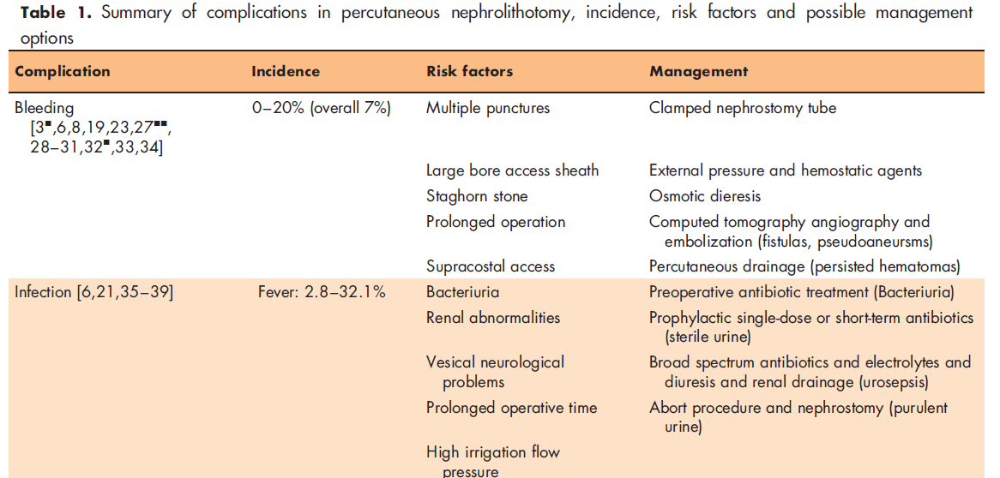 Table 1. Summary of complications in percutaneous nephrolithotomy, incidence, risk factors and possible management
options
Complication Incidence Risk factors Management
Bleeding 0–20% (overall 7%) Multiple punctures Clamped nephrostomy tube
[3▪,6,8,19,23,27▪▪,
28–31,32▪,33,34]
Large bore access sheath External pressure and hemostatic agents
Staghorn stone Osmotic dieresis
Prolonged operation Computed tomography angiography and
embolization (fistulas, pseudoaneursms)
Supracostal access Percutaneous drainage (persisted hematomas)
Infection [6,21,35–39] Fever: 2.8–32.1% Bacteriuria Preoperative antibiotic treatment (Bacteriuria)
Renal abnormalities Prophylactic single-dose or short-term antibiotics
(sterile urine)
Vesical neurological Broad spectrum antibiotics and electrolytes and
problems diuresis and renal drainage (urosepsis)
Prolonged operative time Abort procedure and nephrostomy (purulent
urine)
High irrigation flow
pressure